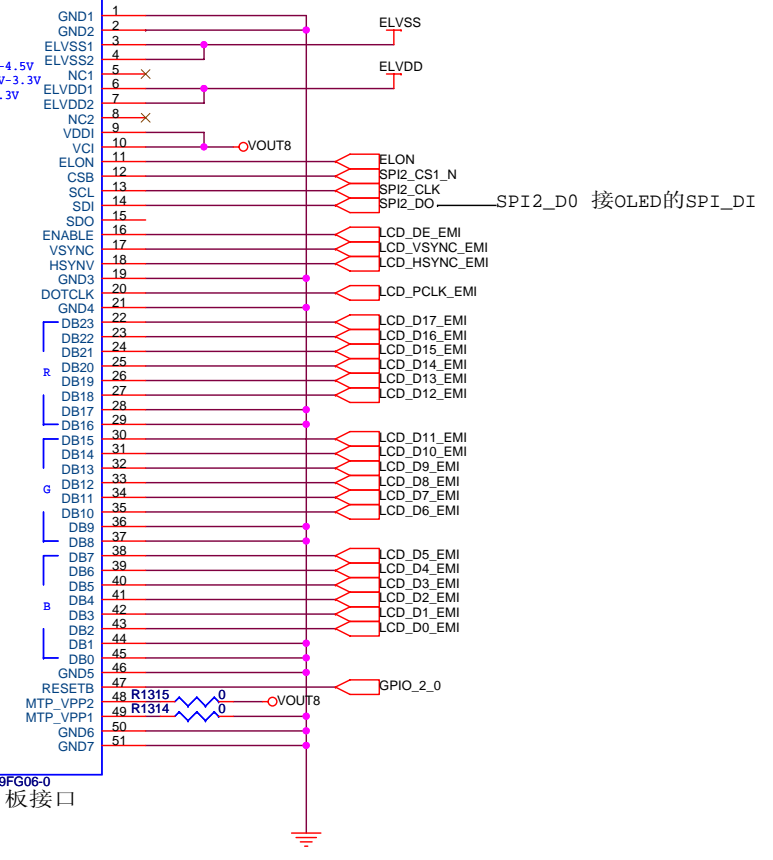 GND1 1
GND2 2
ELVSS1 3 ELVSS
ELVSS2 4
-4.5V
NC1 5
V-3.3V
ELVDD1 6 ELVDD
.3V
ELVDD2 7
NC2 8
VDDI 9
VCI 10 VOUT8
ELON 11 ELON
CSB 12 SPI2_CS1_N
SCL 13 SPI2_CLK
SDI 14 SPI2_DO SPI2_D0 接OLED的SPI_DI
SDO 15
ENABLE 16 LCD_DE_EMI
VSYNC 17 LCD_VSYNC_EMI
HSYNV 18 LCD_HSYNC_EMI
GND3 19
DOTCLK 20 LCD_PCLK_EMI
GND4 21
DB23 22 LCD_D17_EMI
DB22 23 LCD_D16_EMI
DB21 24 LCD_D15_EMI
R
DB20 25 LCD_D14_EMI
DB19 26 LCD_D13_EMI
DB18 27 LCD_D12_EMI
DB17 28
DB16 29
DB15 30 LCD_D11_EMI
DB14 31 LCD_D10_EMI
DB13 32 LCD_D9_EMI
G
DB12 33 LCD_D8_EMI
DB11 34 LCD_D7_EMI
DB10 35 LCD_D6_EMI
DB9 36
DB8 37
DB7 38 LCD_D5_EMI
DB6 39 LCD_D4_EMI
DB5 40 LCD_D3_EMI
B
DB4 41 LCD_D2_EMI
DB3 42 LCD_D1_EMI
DB2 43 LCD_D0_EMI
DB1 44
DB0 45
GND5 46
RESETB 47 GPIO_2_0
MTP_VPP2 48 R1315 0 VOUT8
MTP_VPP1 49 R1314 0
GND6 50
GND7 51
9FG06-0
板接口